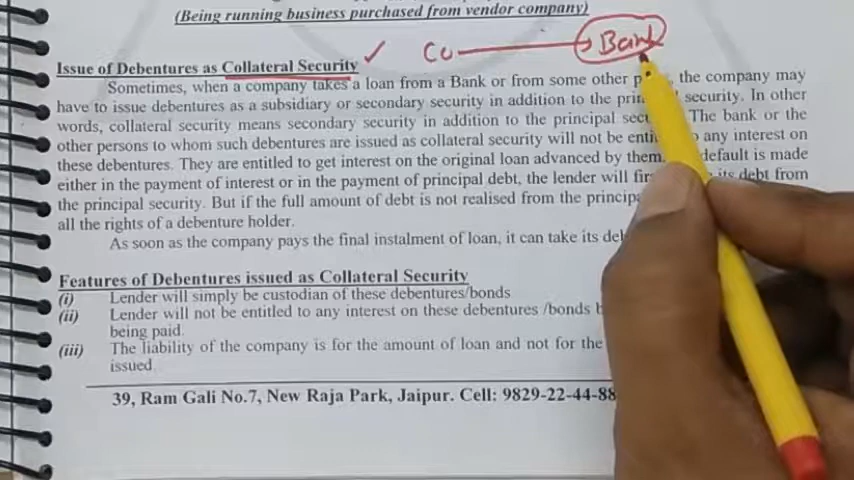 (Being running business purchased from vendor company)
Co Bank
Issue of Debentures as Collateral Security
Sometimes, when a company takes a loan from a Bank or from some other the company may
have to issue debentures as a subsidiary or secondary security in addition to the security. In other
words, collateral security means secondary security in addition to the principal The bank or the
other persons to whom such debentures are issued as collateral security will not be any interest on
these debentures. They are entitled to get interest on the original loan advanced by them. default is made
either in the payment of interest or in the payment of principal debt, the lender will its debt from
the principal security. But if the full amount of debt is not realised from the
all the rights of a debenture holder.
As soon as the company pays the final instalment of loan, it can take its
Features of Debentures issued as Collateral Security
(i) Lender will simply be custodian of these debentures/bonds
(ii) Lender will not be entitled to any interest on these debentures /bonds
being paid.
(iii) The liability of the company is for the amount of loan and not for the
issued.
39, Ram Gali No.7, New Raja Park, Jaipur. Cell: 9829-22-44-88